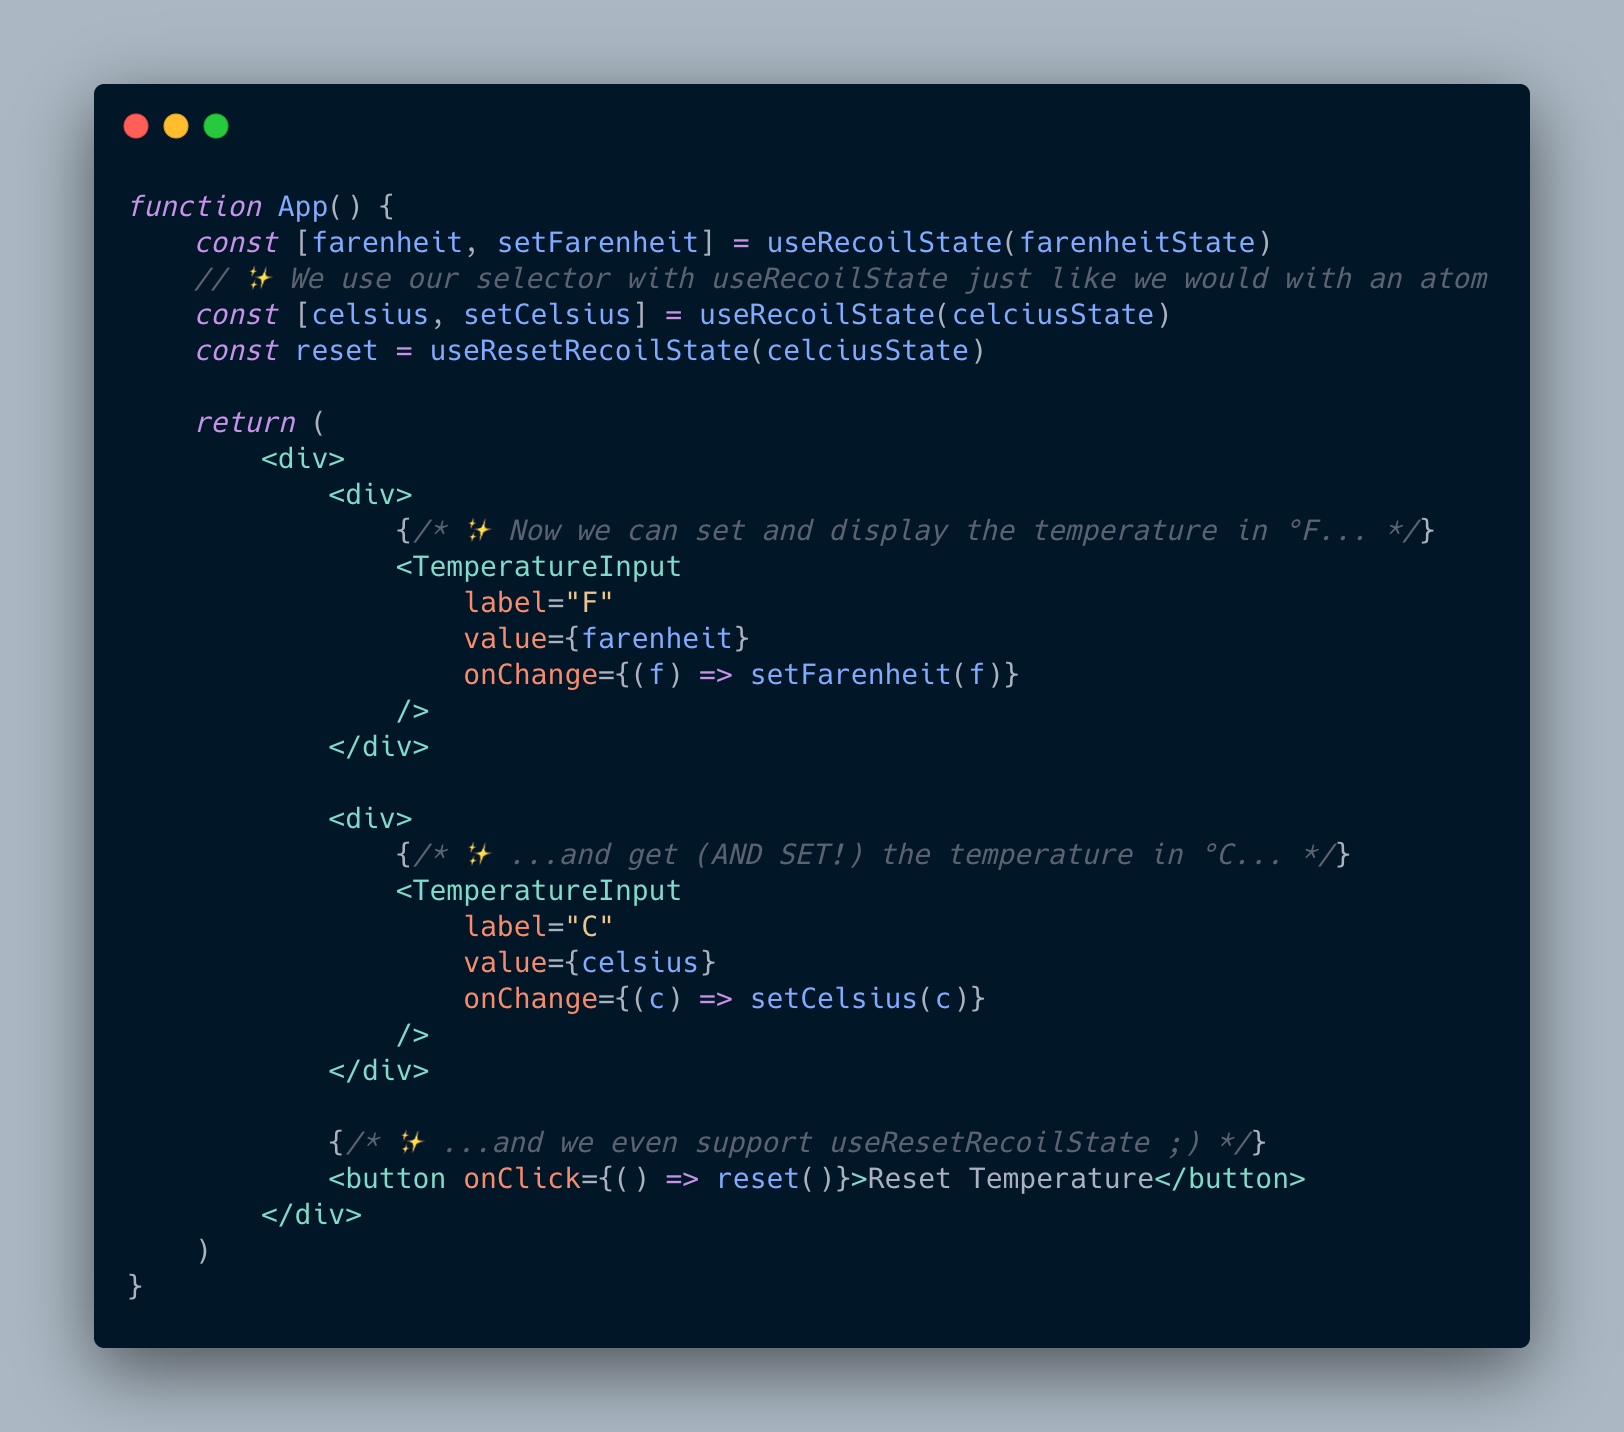 function App() {
    const [farenheit, setFarenheit] = useRecoilState(farenheitState)
    // ✨ We use our selector with useRecoilState just like we would with an atom
    const [celsius, setCelsius] = useRecoilState(celciusState)
    const reset = useResetRecoilState(celciusState)

    return (
        <div>
            <div>
                {/* ✨ Now we can set and display the temperature in °F... */}
                <TemperatureInput
                    label="F"
                    value={farenheit}
                    onChange={(f) => setFarenheit(f)}
                />
            </div>

            <div>
                {/* ✨ ...and get (AND SET!) the temperature in °C... */}
                <TemperatureInput
                    label="C"
                    value={celsius}
                    onChange={(c) => setCelsius(c)}
                />
            </div>

            {/* ✨ ...and we even support useResetRecoilState ;) */}
            <button onClick={() => reset()}>Reset Temperature</button>
        </div>
    )
}